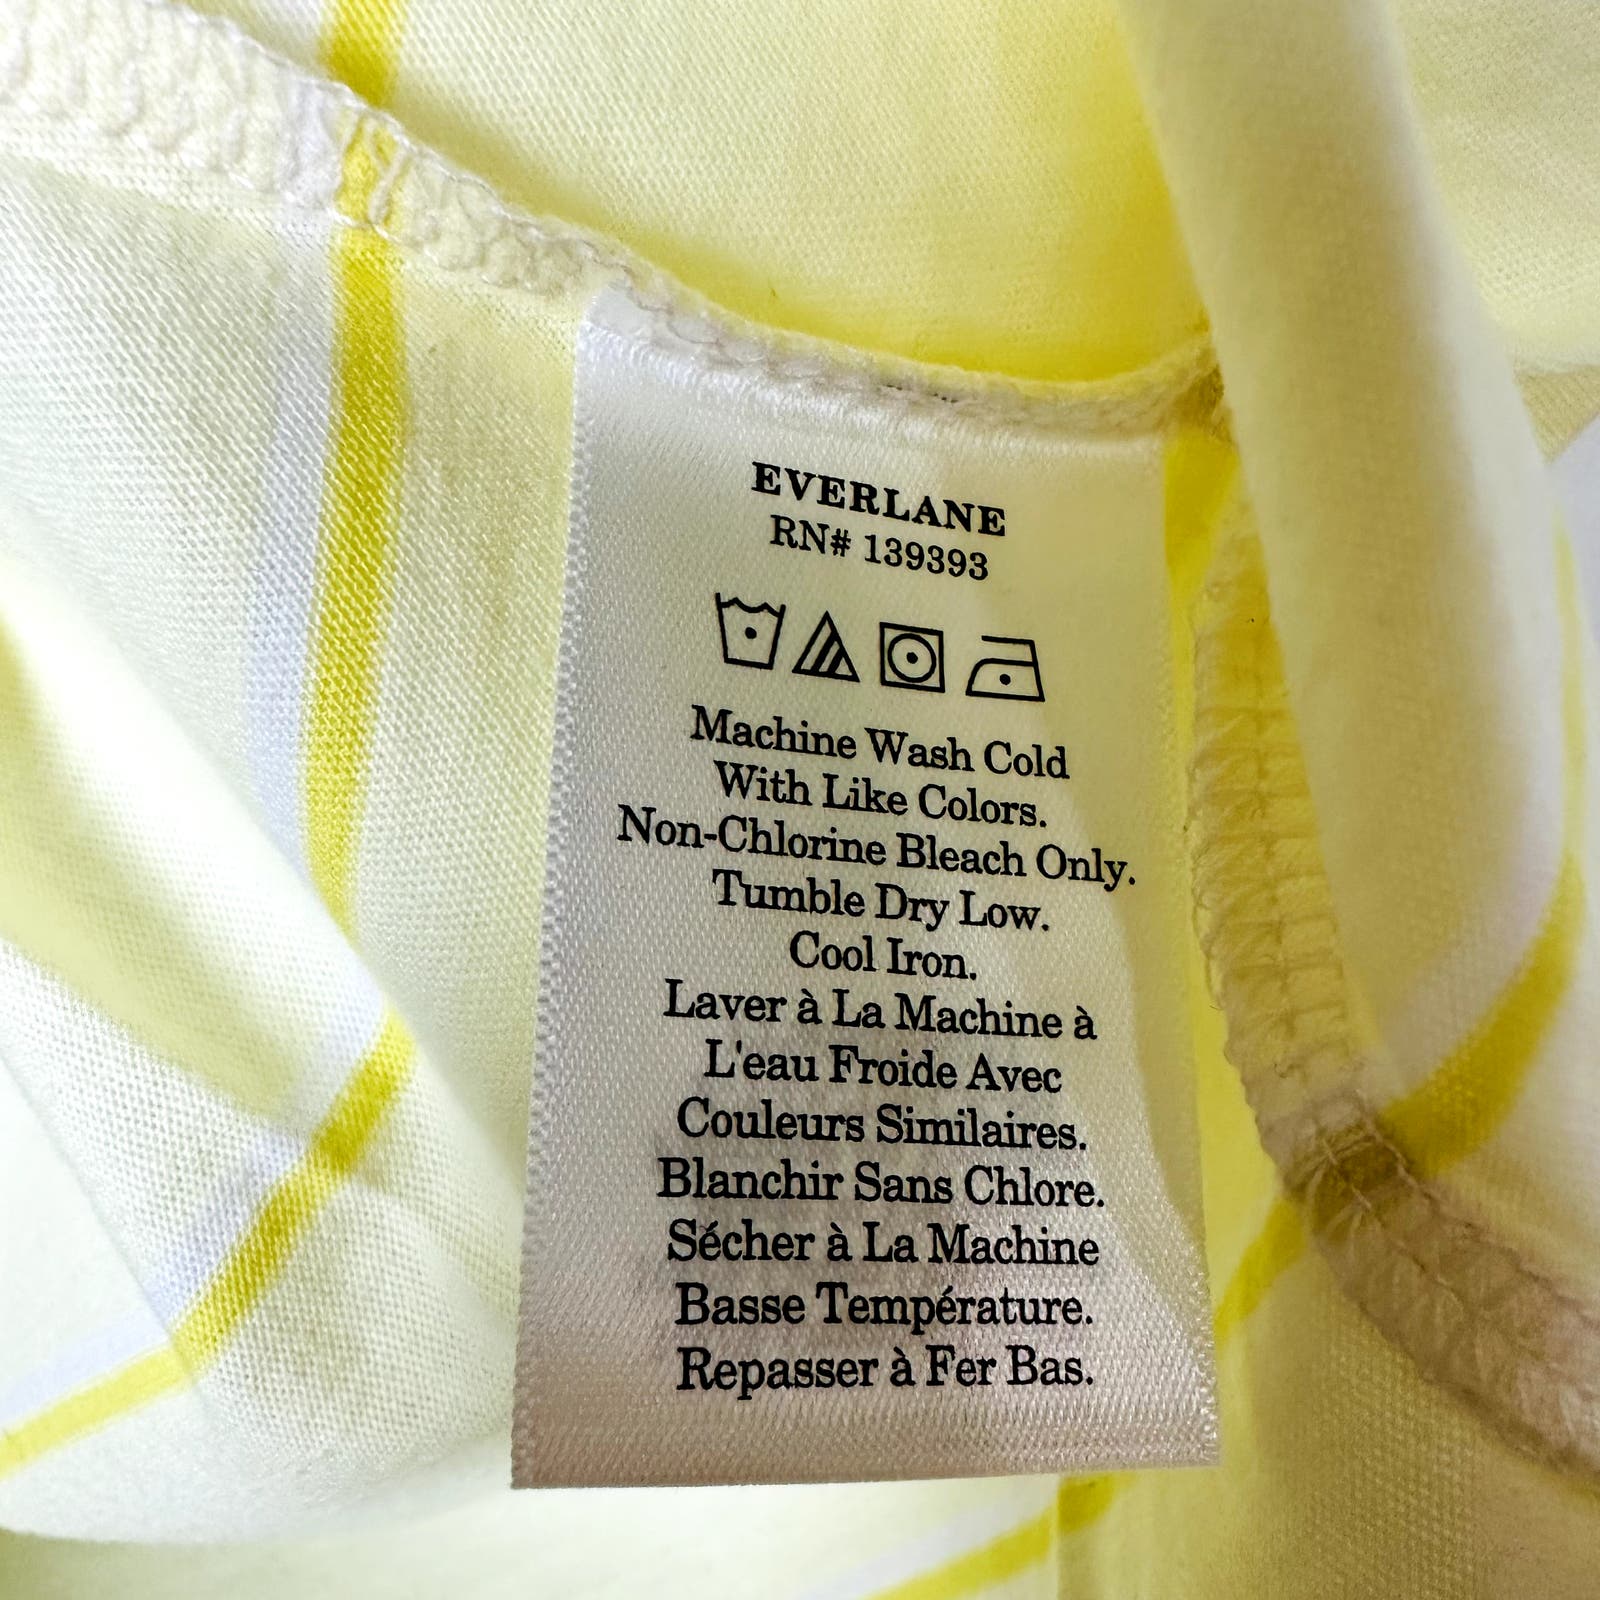 EVERLANE
RN# 139393
Machine Wash Cold
With Like Colors.
Non-Chlorine Bleach Only.
Tumble Dry Low.
Cool Iron.
Laver à La Machine à
L'eau Froide Avec
Couleurs Similaires.
Blanchir Sans Chlore.
Sécher à La Machine
Basse Température.
Repasser à Fer Bas.